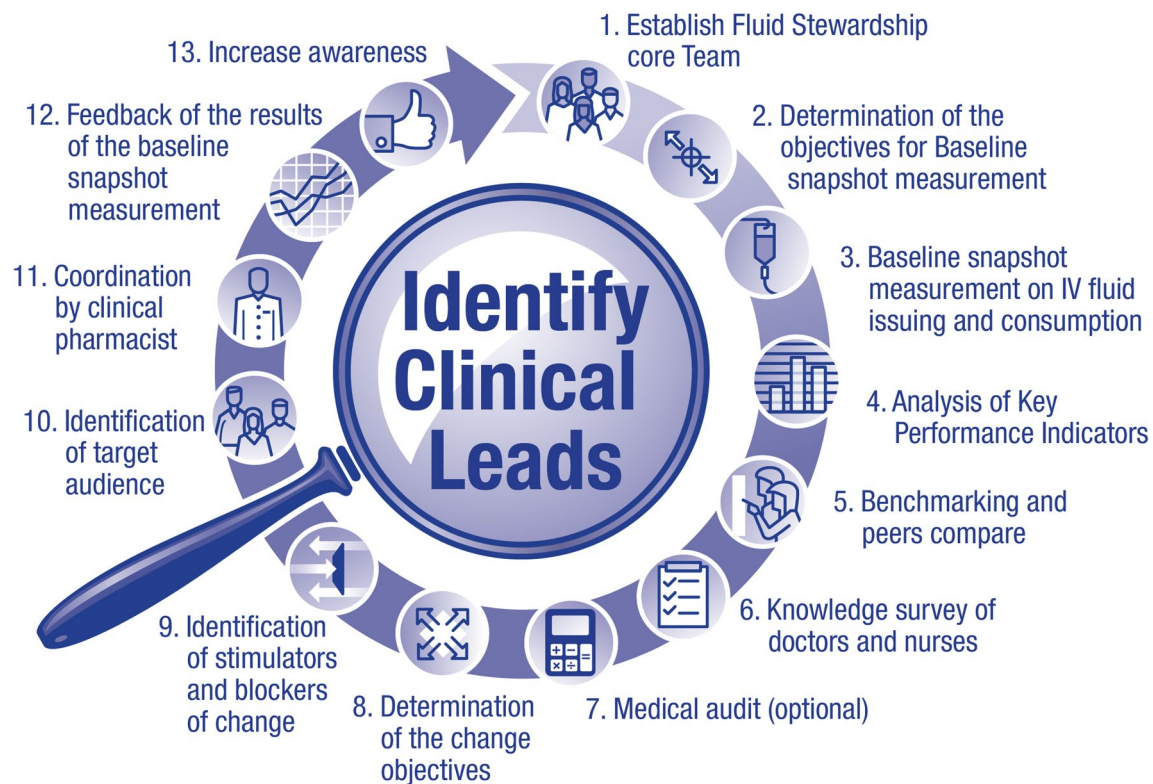 1. Establish Fluid Stewardship
core Team
2. Determination of the
objectives for Baseline
snapshot measurement
3. Baseline snapshot
measurement on IV fluid
issuing and consumption
4. Analysis of Key
Performance Indicators
5. Benchmarking and
peers compare
6. Knowledge survey of
doctors and nurses
7. Medical audit (optional)
8. Determination
of the change
objectives
9. Identification
of stimulators
and blockers
of change
10. Identification
of target
audience
11. Coordination
by clinical
pharmacist
12. Feedback of the results
of the baseline
snapshot
measurement
13. Increase awareness
Identify
Clinical
Leads